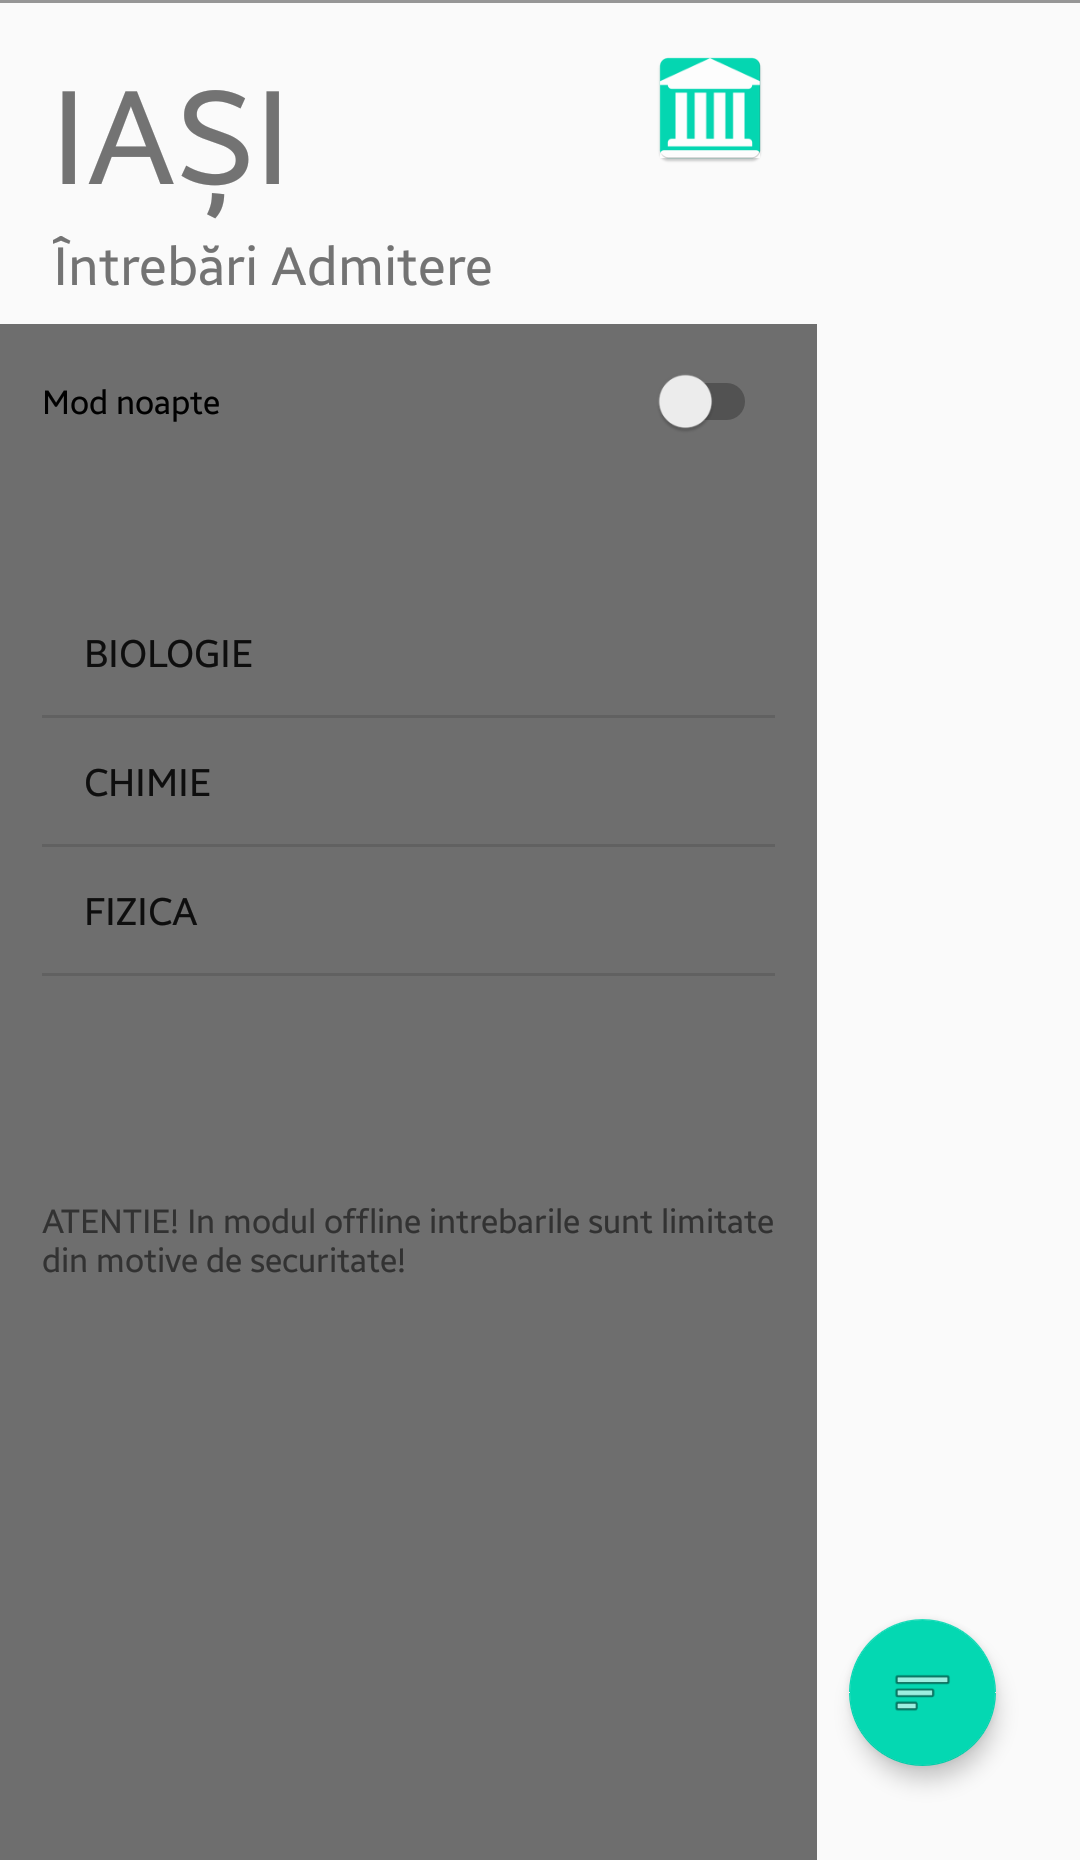 IAȘI
Întrebări Admitere
Mod noapte
BIOLOGIE
CHIMIE
FIZICA
ATENTIE! In modul offline intrebarile sunt limitate
din motive de securitate!